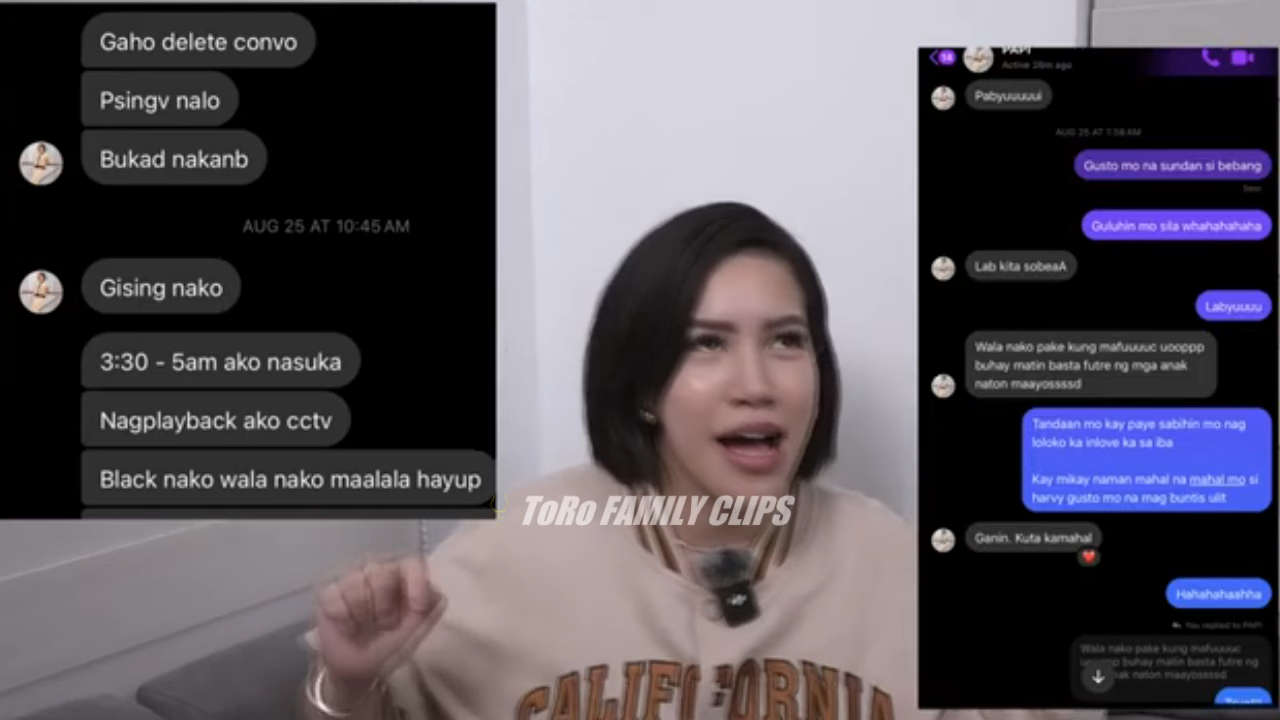 Gaho delete convo
Psingv nalo
Bukad nakanb
AUG 25 AT 10:45 AM
Gising nako
3:30 - 5am ako nasuka
Nagplayback ako cctv
Black nako wala nako maalala hayup
ToRo FAMILY CLIPS
CALIFORNIA
14
PAPI
Active 26m ago
Pabyuuuuui
AUG 25 AT 1:56 AM
Gusto mo na sundan si bebang
Seen
Guluhin mo sila whahahahaha
Lab kita sobeaA
Labyuuuu
Wala nako pake kung mafuuuuc uooppp
buhay matin basta futre ng mga anak
naton maayossssd
Tandaan mo kay paye sabihin mo nag
loloko ka inlove ka sa iba
Kay mikay naman mahal na mahal mo si
harvy gusto mo na mag buntis ulit
Ganin. Kuta kamahal
Hahahahaahha
You replied to PAPI
Wala nako pake kung mafuuuuc
buhay matin basta futre ng
anak naton maayossssd